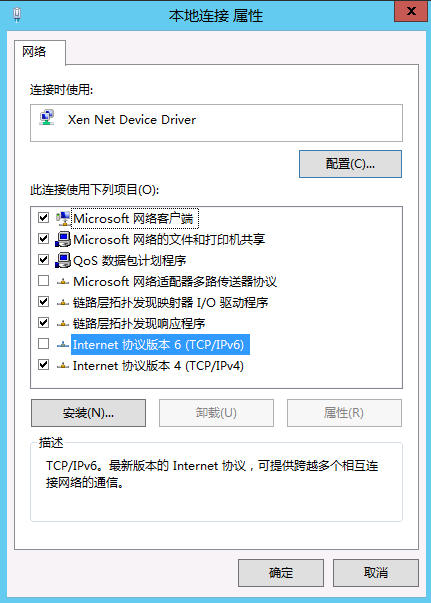 本地连接 属性
网络
连接时使用:
Xen Net Device Driver
配置(C)...
此连接使用下列项目(O):
Microsoft 网络客户端
Microsoft 网络的文件和打印机共享
QoS 数据包计划程序
Microsoft 网络适配器多路传送器协议
链路层拓扑发现映射器 I/O 驱动程序
链路层拓扑发现响应程序
Internet 协议版本 6 (TCP/IPv6)
Internet 协议版本 4 (TCP/IPv4)
安装(N)...
卸载(U)
属性(R)
描述
TCP/IPv6。最新版本的 Internet 协议，可提供跨越多个相互连
接网络的通信。
确定
取消